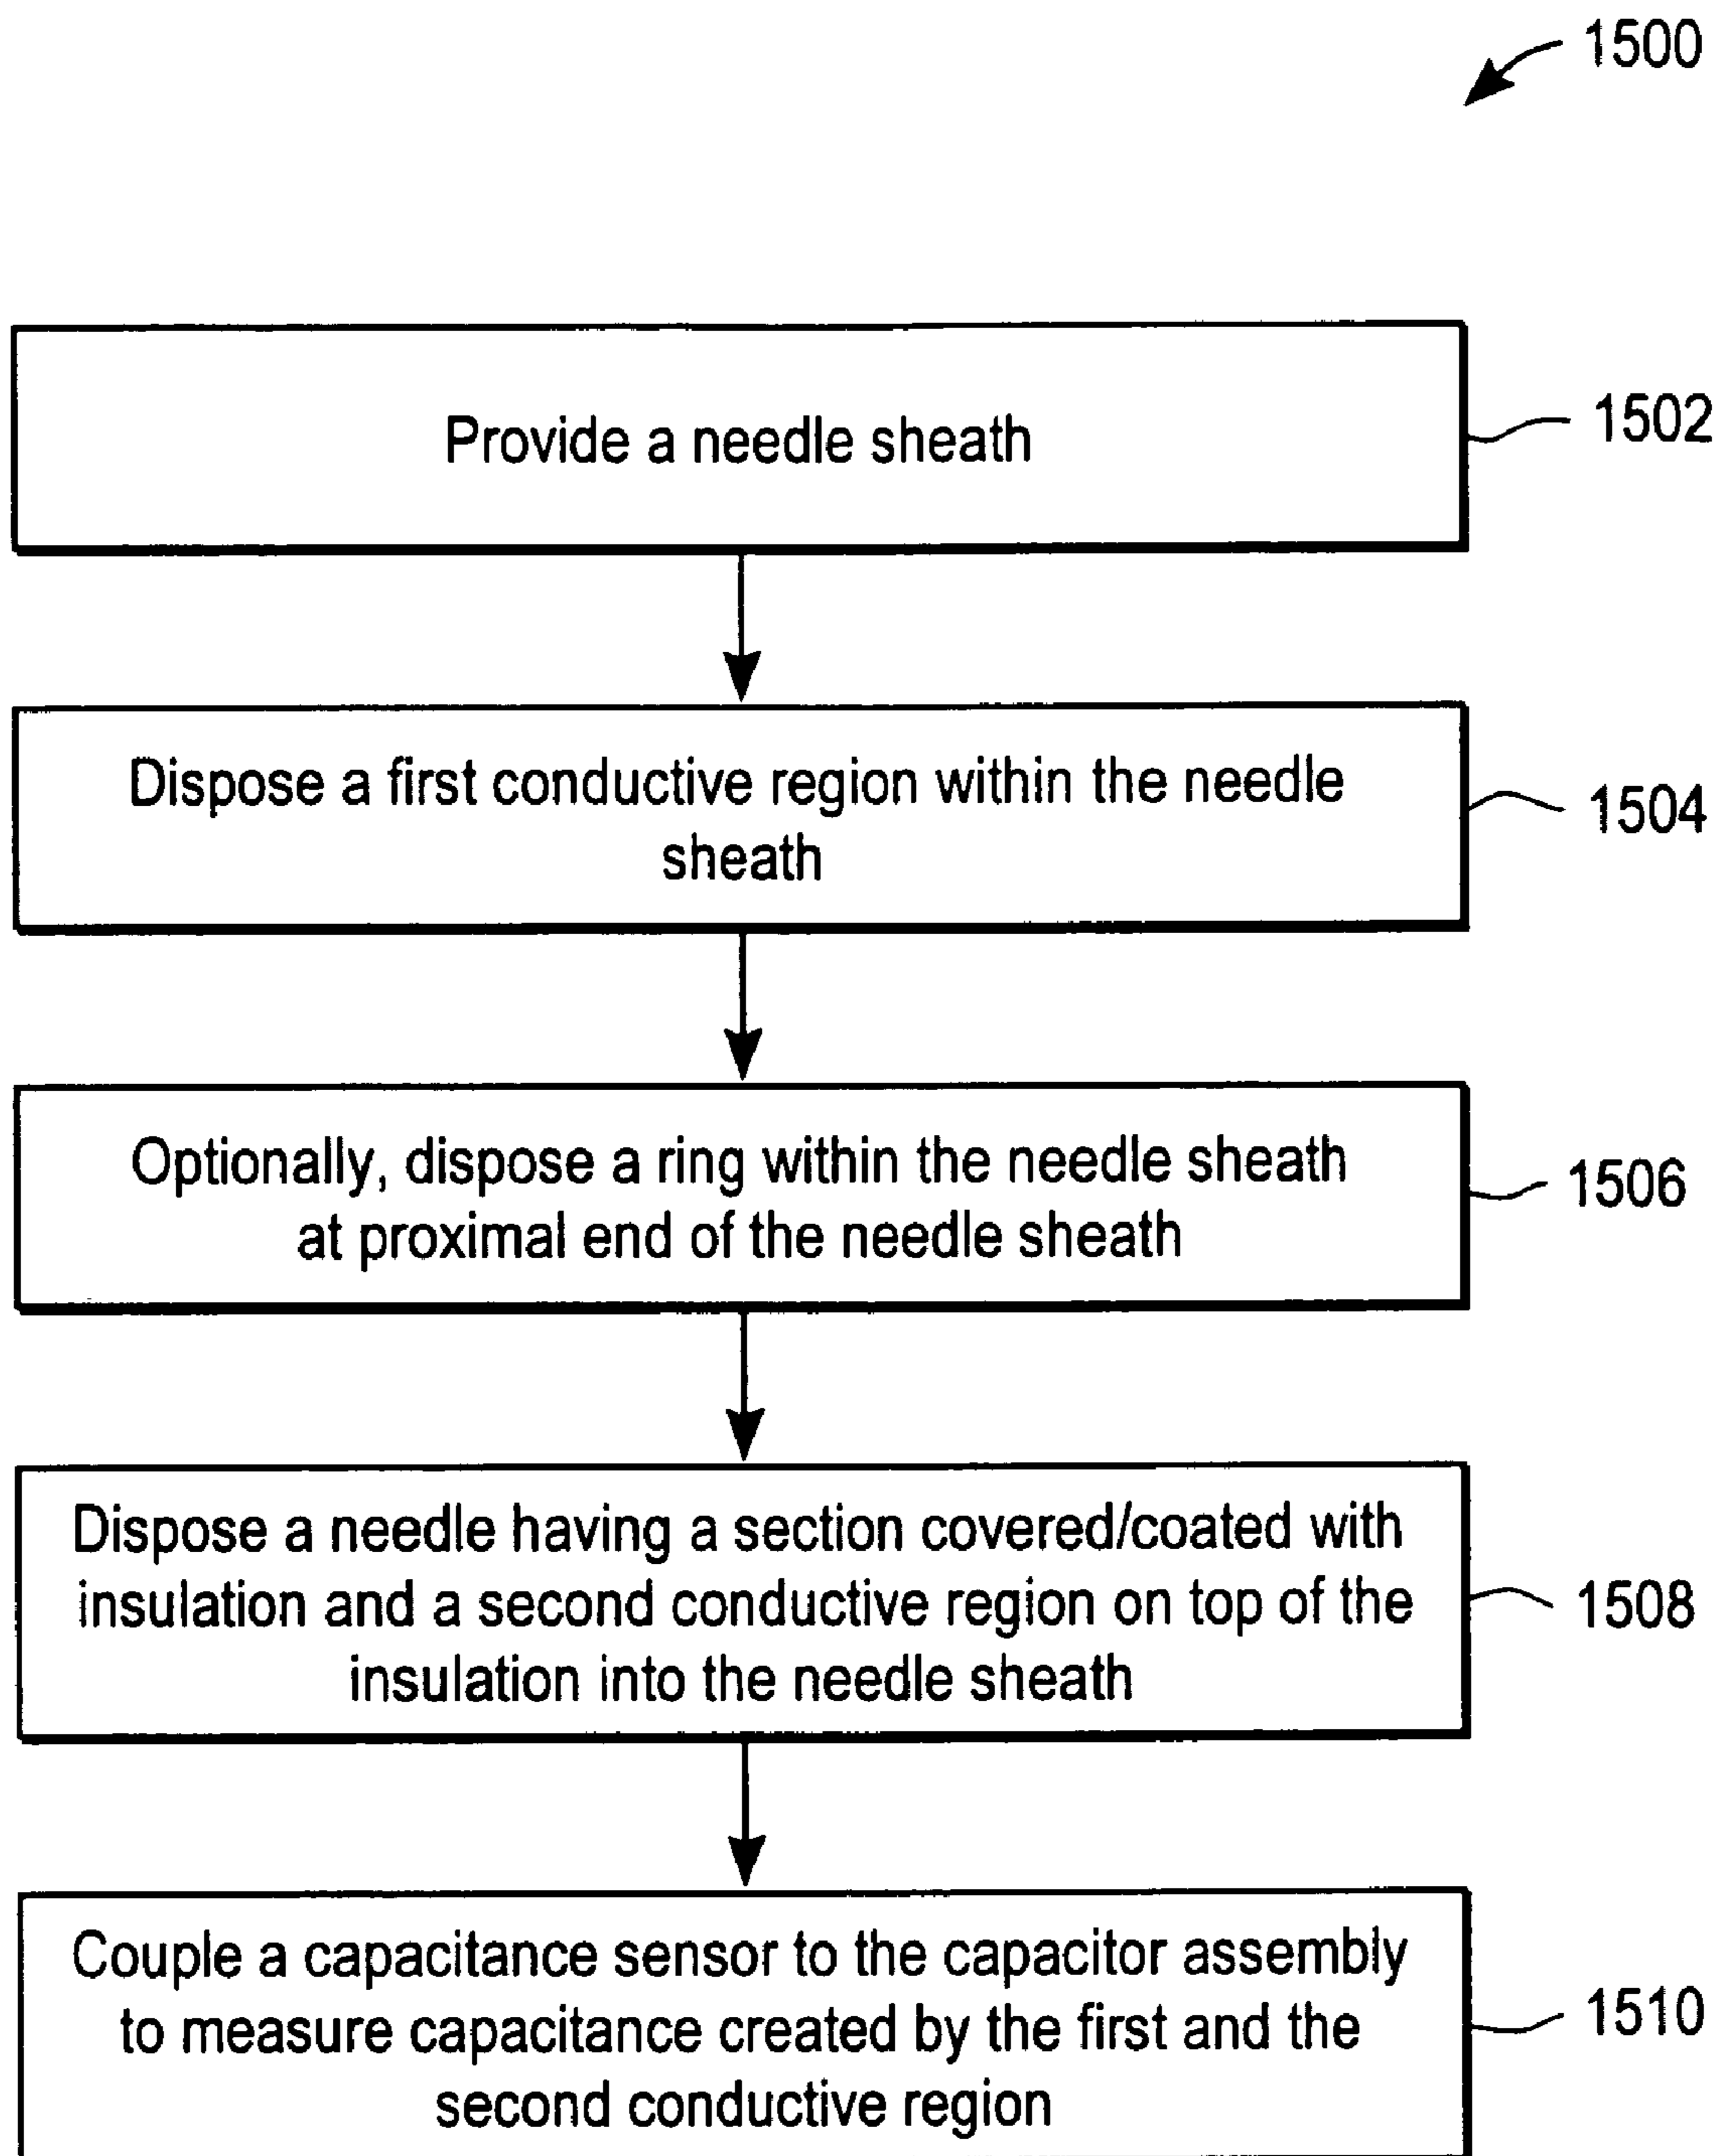 1500
Provide a needle sheath
1502
Dispose a first conductive region within the needle
sheath
1504
Optionally, dispose a ring within the needle sheath
at proximal end of the needle sheath
1506
Dispose a needle having a section covered/coated with
insulation and a second conductive region on top of the
insulation into the needle sheath
1508
Couple a capacitance sensor to the capacitor assembly
to measure capacitance created by the first and the
second conductive region
1510